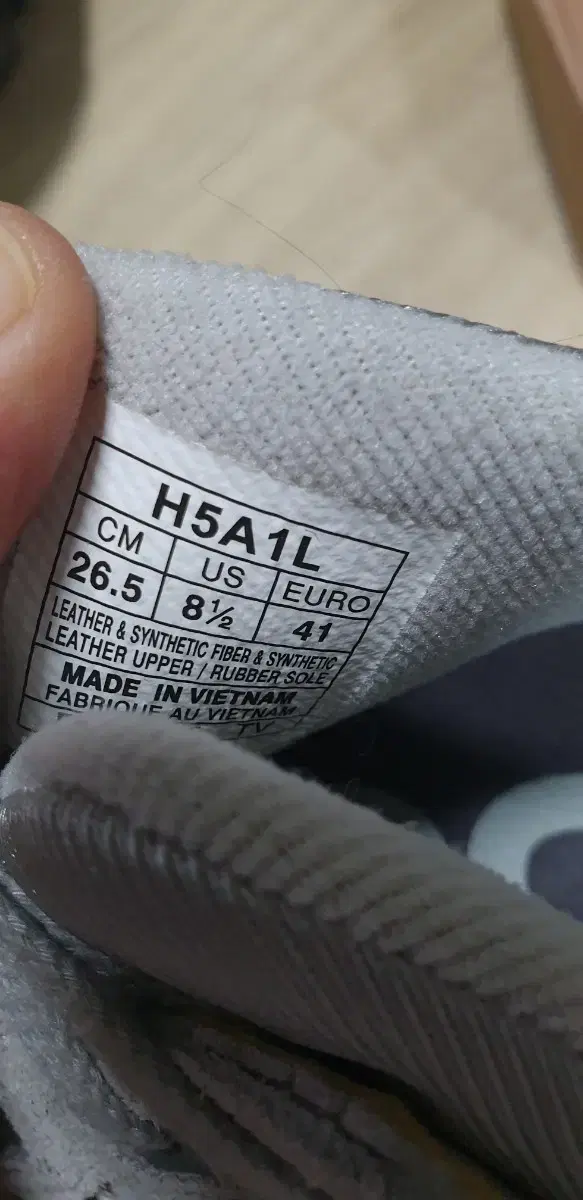 H5A1L
CM US EURO
26.5 8½ 41
LEATHER & SYNTHETIC FIBER & SYNTHETIC
LEATHER UPPER / RUBBER SOLE
MADE IN VIETNAM
FABRIQUE AU VIETNAM